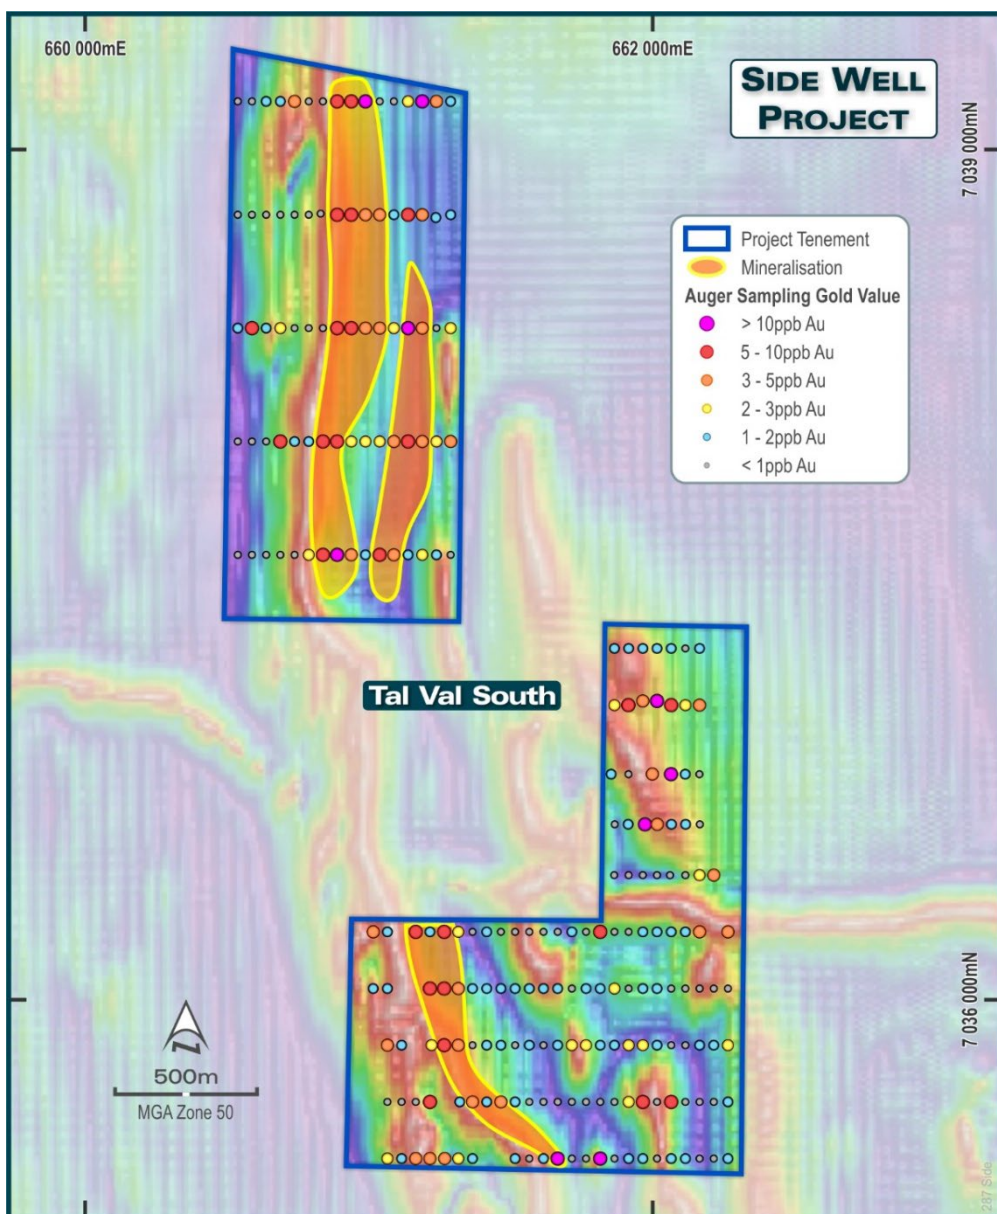 660 000mE
662 000mE
SIDE WELL
PROJECT
7 039 000mN
Project Tenement
Mineralisation
Auger Sampling Gold Value
> 10ppb Au
5 - 10ppb Au
3 - 5ppb Au
2 - 3ppb Au
1 - 2ppb Au
< 1ppb Au
TAL VAL SOUTH
7 036 000mN
N
500m
MGA Zone 50
287 Side